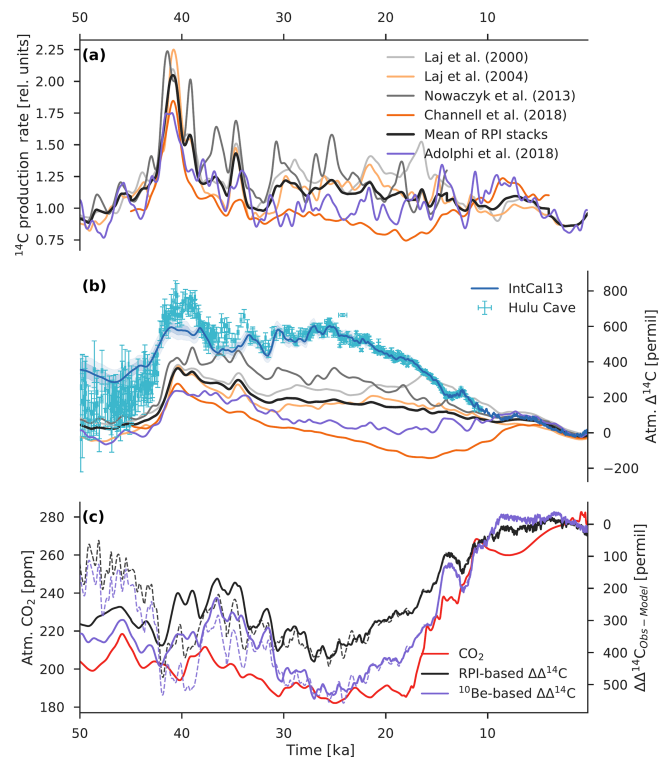 50 40 30 20 10
(a)
2.25
2.00
1.75
1.50
1.25
1.00
0.75
¹⁴C production rate [rel. units]
Laj et al. (2000)
Laj et al. (2004)
Nowaczyk et al. (2013)
Channell et al. (2018)
Mean of RPI stacks
Adolphi et al. (2018)
(b)
IntCal13
Hulu Cave
800
600
400
200
0
−200
Atm. Δ¹⁴C [permil]
(c)
280
260
240
220
200
180
Atm. CO₂ [ppm]
0
100
200
300
400
500
ΔΔ¹⁴C_Obs−Model [permil]
CO₂
RPI-based ΔΔ¹⁴C
¹⁰Be-based ΔΔ¹⁴C
50 40 30 20 10
Time [ka]